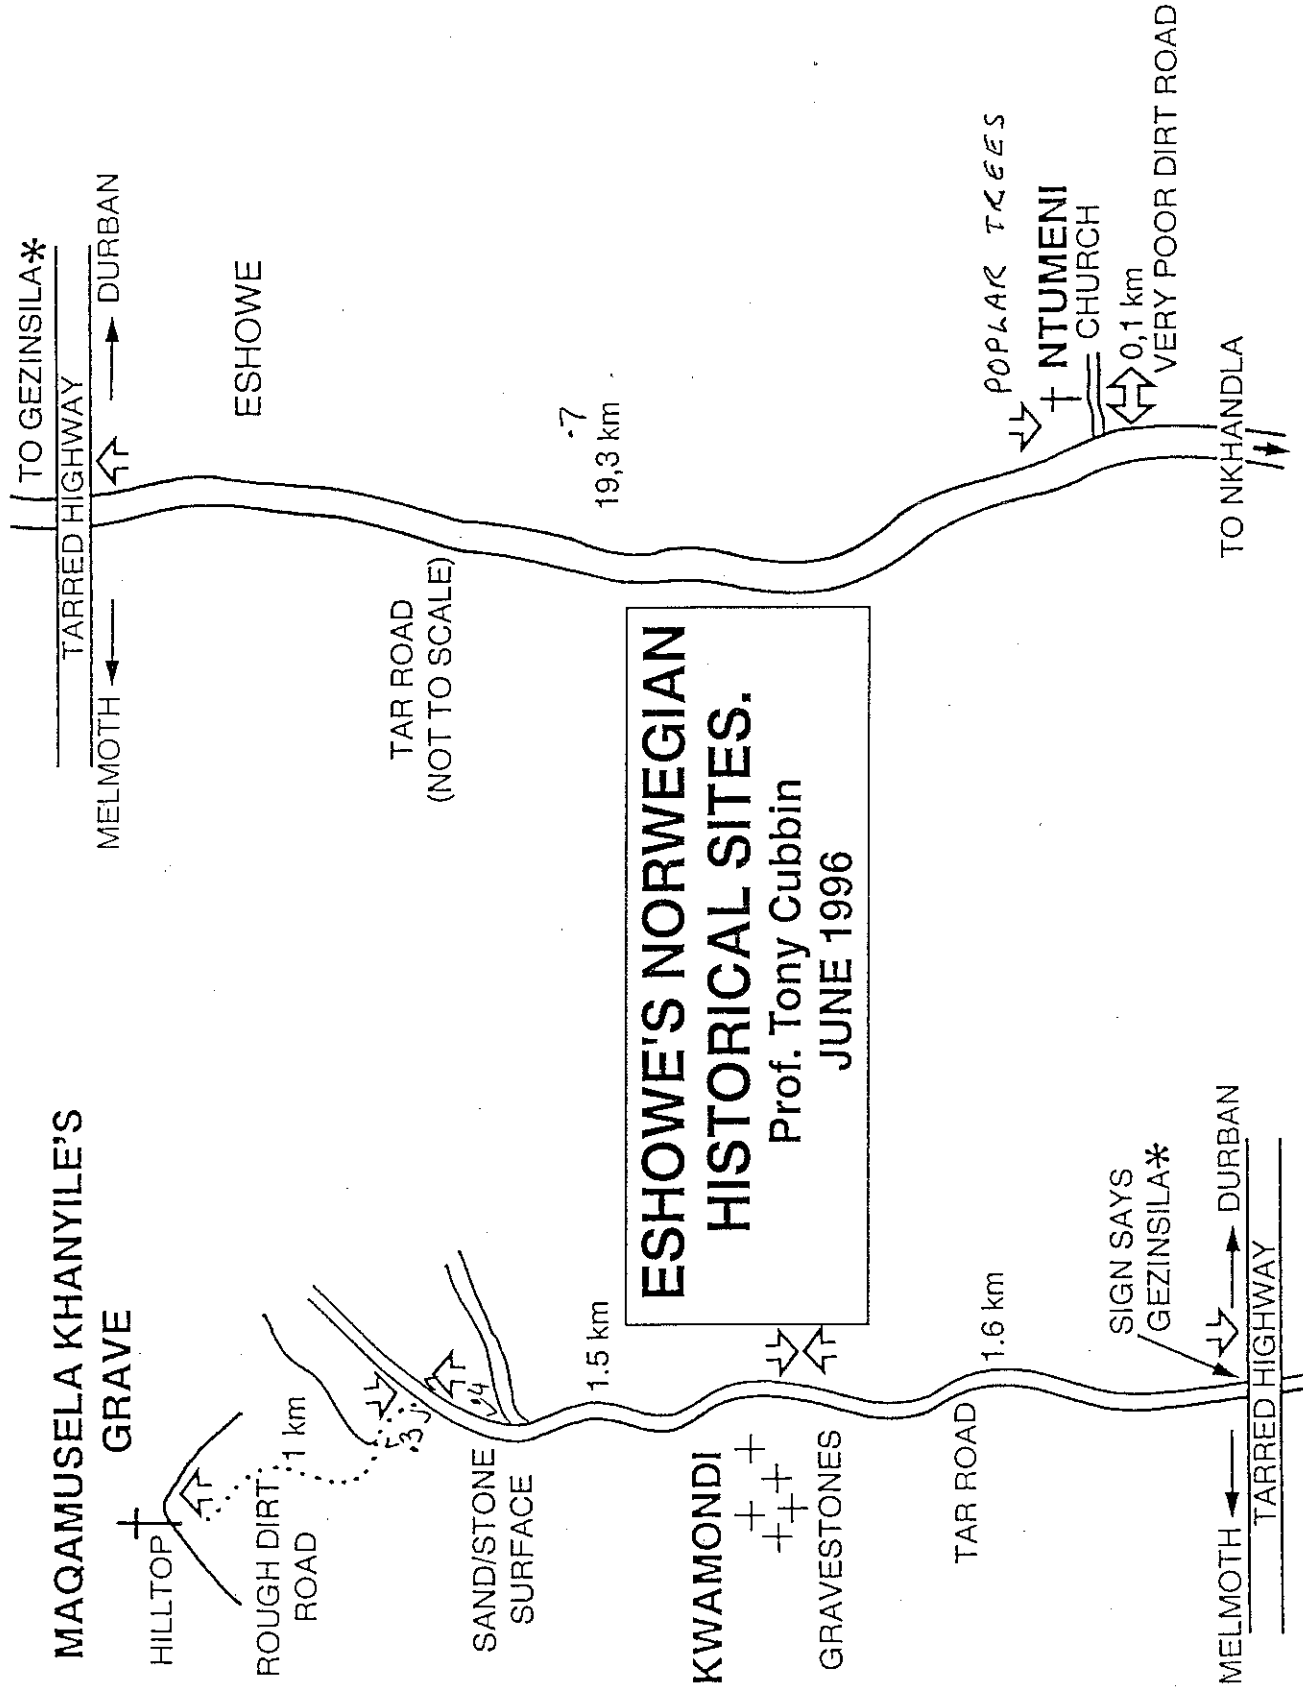 MAQAMUSELA KHANYILE'S
GRAVE
HILLTOP
ROUGH DIRT
ROAD
1 km
.3
.4
SAND/STONE
SURFACE
1.5 km
KWAMONDI
GRAVESTONES
TAR ROAD
1.6 km
SIGN SAYS
GEZINSILA*
MELMOTH
DURBAN
TARRED HIGHWAY
ESHOWE'S NORWEGIAN
HISTORICAL SITES.
Prof. Tony Cubbin
JUNE 1996
TO GEZINSILA*
TARRED HIGHWAY
MELMOTH
DURBAN
ESHOWE
TAR ROAD
(NOT TO SCALE)
.7
19,3 km
POPLAR TREES
NTUMENI
CHURCH
0,1 km
VERY POOR DIRT ROAD
TO NKHANDLA